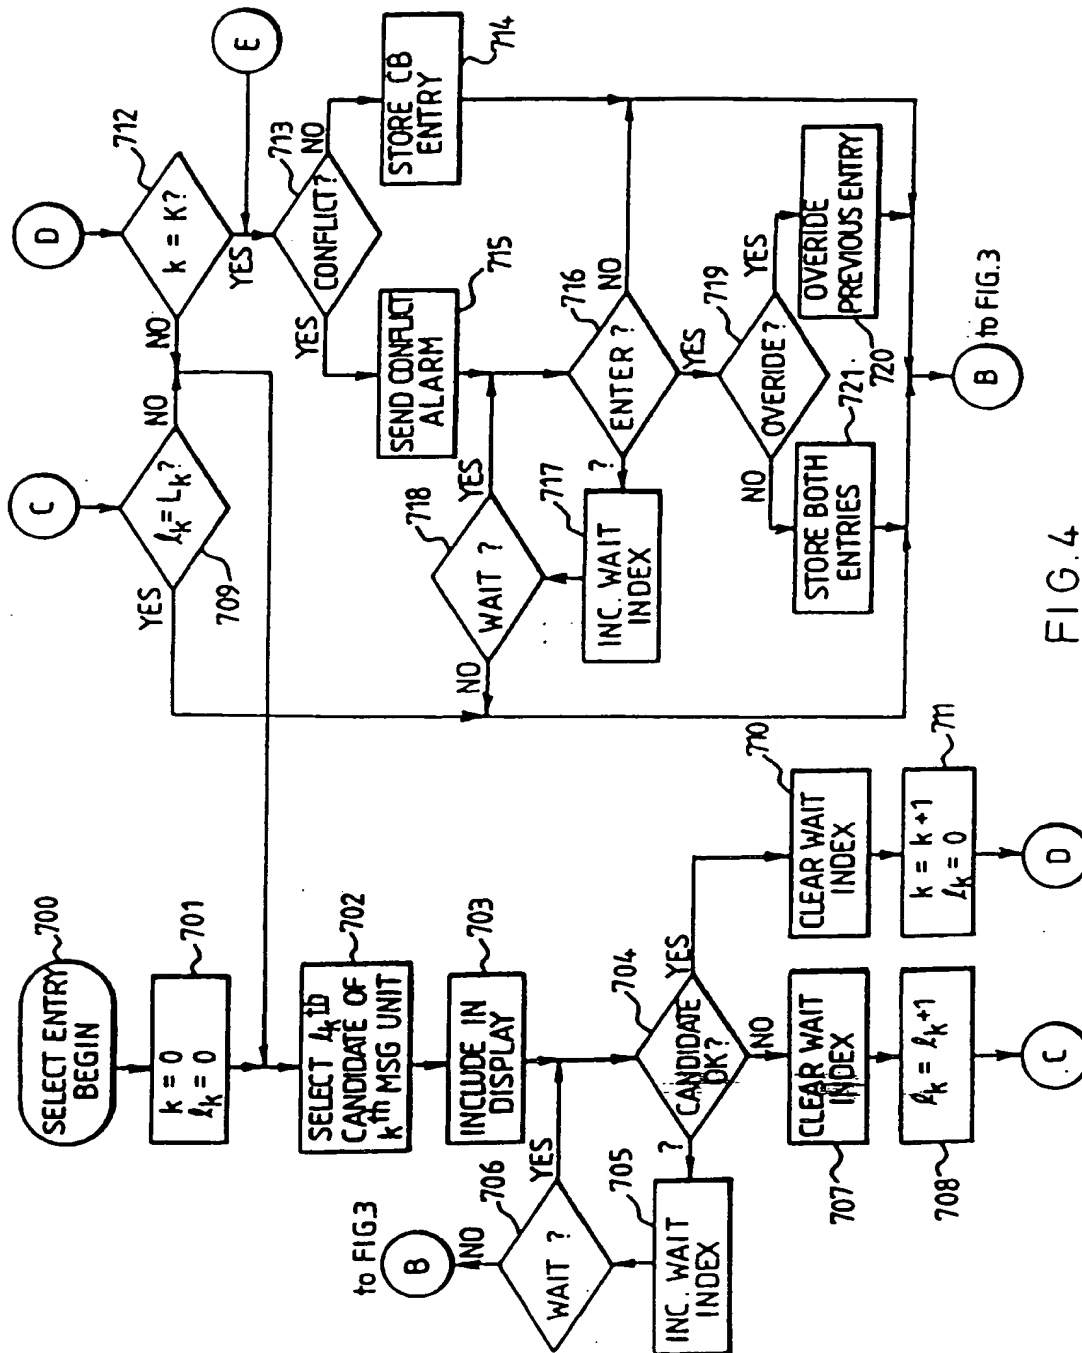 700
SELECT ENTRY
BEGIN
701
k = 0
ℓk = 0
702
SELECT ℓk th
CANDIDATE OF
kth MSG UNIT
703
INCLUDE IN
DISPLAY
704
CANDIDATE
OK?
YES
NO
?
705
INC. WAIT
INDEX
706
WAIT ?
YES
NO
B
to FIG.3
707
CLEAR WAIT
INDEX
708
ℓk = ℓk+1
C
710
CLEAR WAIT
INDEX
711
k = k+1
ℓk = 0
D
C
ℓk = Lk?
709
YES
NO
D
712
k = K?
NO
YES
E
713
CONFLICT?
YES
NO
714
STORE CB
ENTRY
715
SEND CONFLICT
ALARM
716
ENTER ?
NO
YES
?
717
INC. WAIT
INDEX
718
WAIT ?
YES
NO
719
OVERRIDE?
YES
NO
720
OVERRIDE
PREVIOUS ENTRY
721
STORE BOTH
ENTRIES
B
to FIG.3
FIG.4